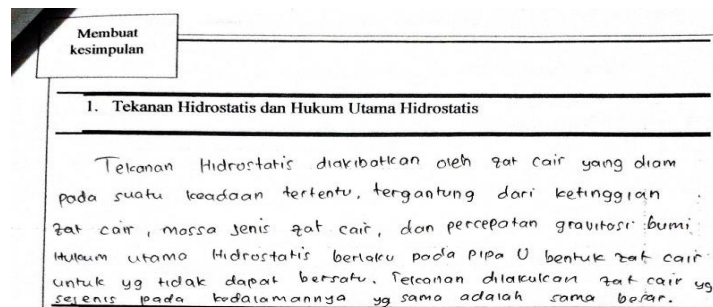 Membuat
kesimpulan
1. Tekanan Hidrostatis dan Hukum Utama Hidrostatis
Tekanan Hidrostatis diakibatkan oleh zat cair yang diam
pada suatu keadaan tertentu, tergantung dari ketinggian
zat cair, massa jenis zat cair, dan percepatan gravitasi bumi.
Hukum utama Hidrostatis berlaku pada pipa U bentuk zat cair
untuk yg tidak dapat bersatu. Tekanan dilakukan zat cair yg
sejenis pada kedalamannya yg sama adalah sama besar.